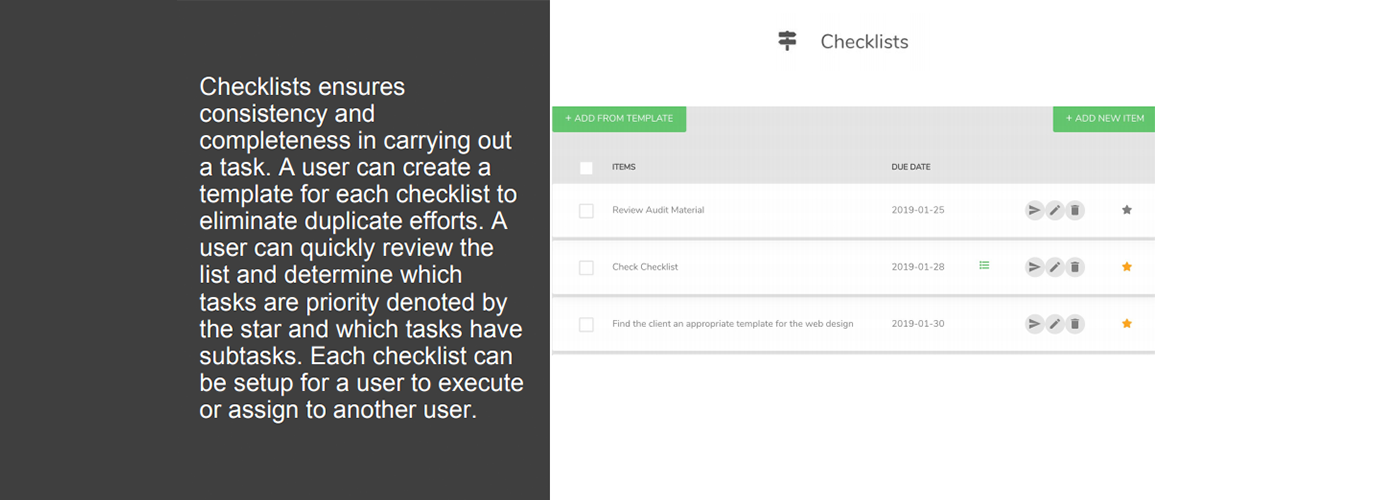 Checklists ensures
consistency and
completeness in carrying out
a task. A user can create a
template for each checklist to
eliminate duplicate efforts. A
user can quickly review the
list and determine which
tasks are priority denoted by
the star and which tasks have
subtasks. Each checklist can
be setup for a user to execute
or assign to another user.
Checklists
+ ADD FROM TEMPLATE
+ ADD NEW ITEM
ITEMS DUE DATE
Review Audit Material 2019-01-25
Check Checklist 2019-01-28
Find the client an appropriate template for the web design 2019-01-30